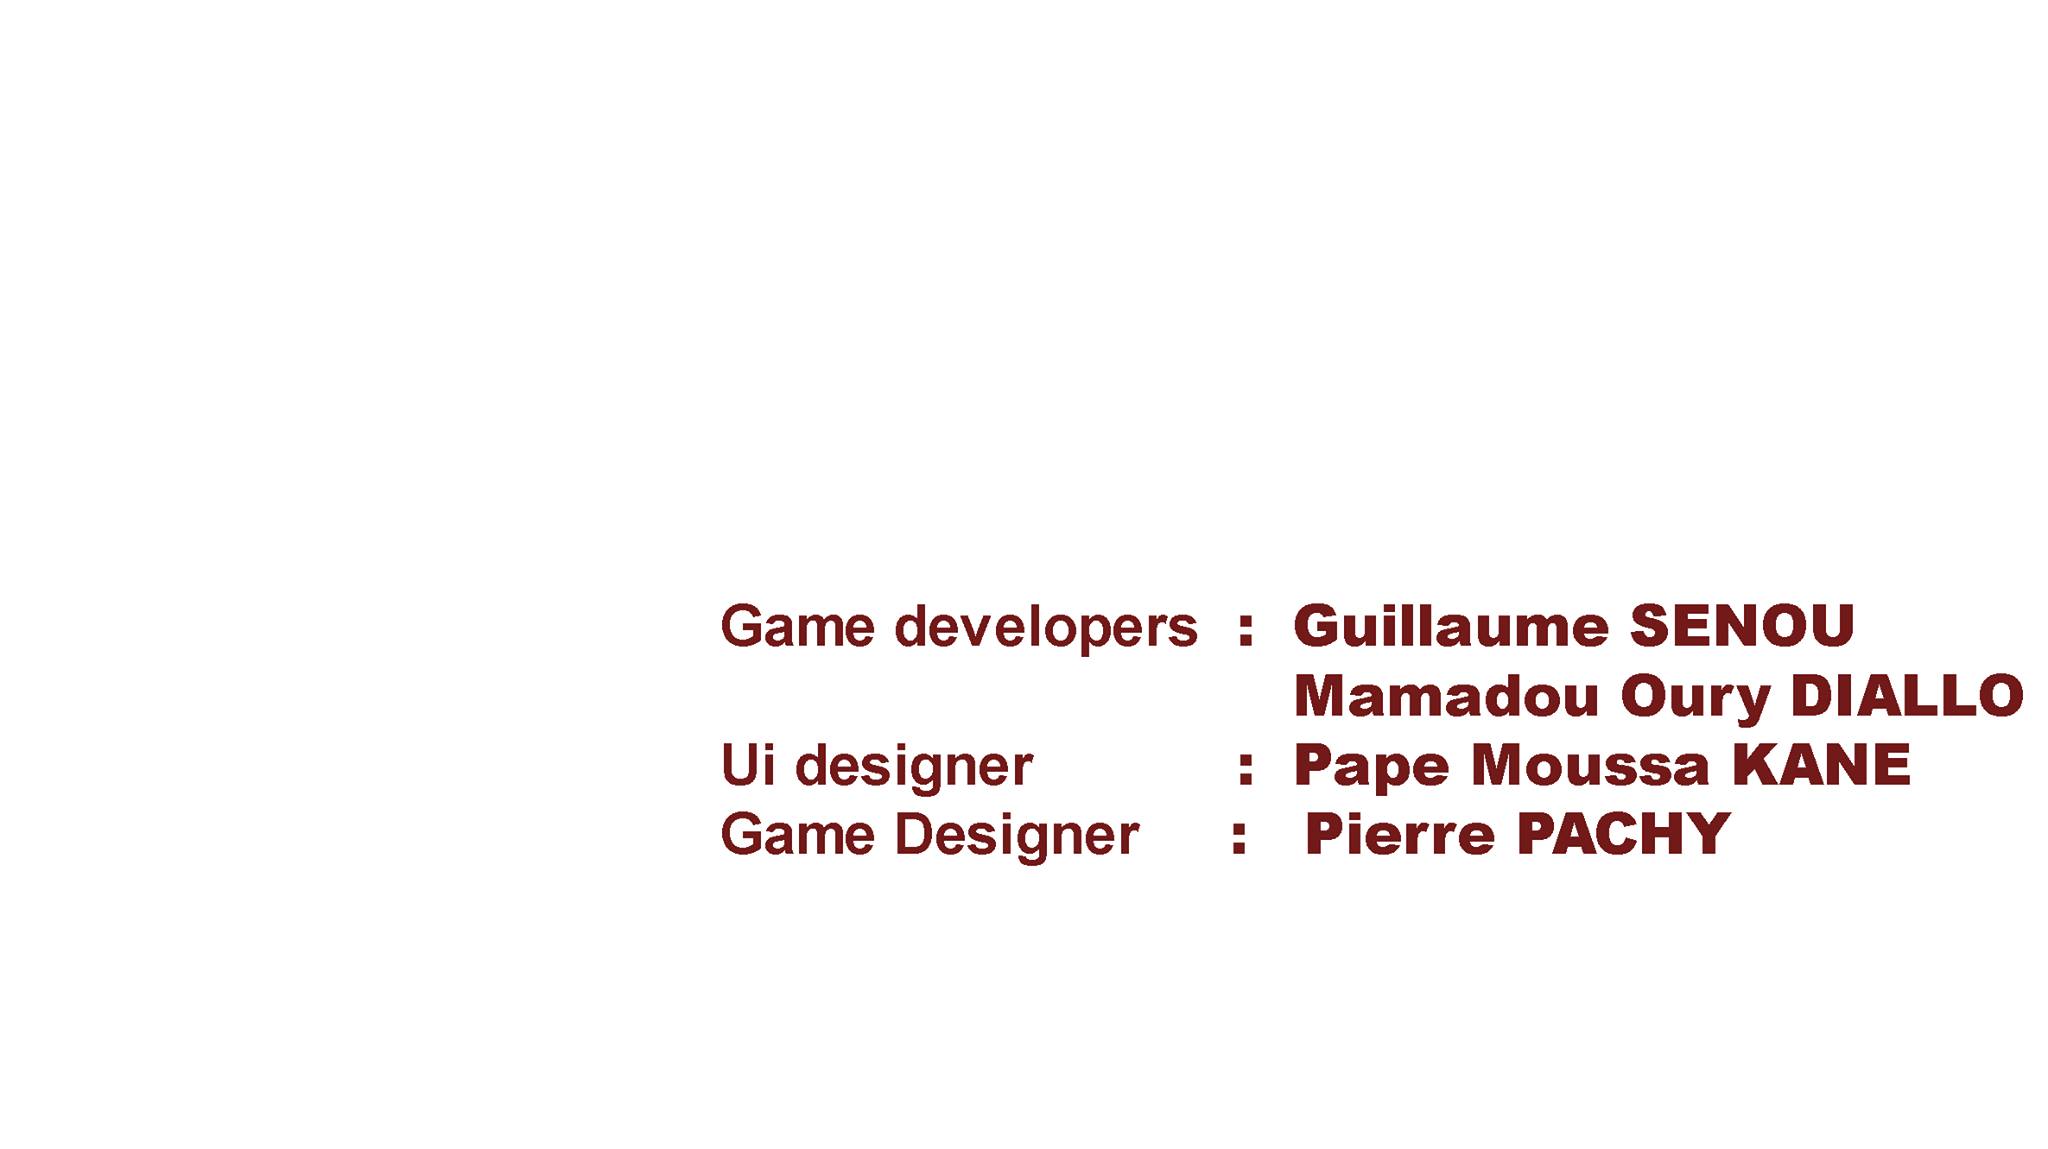 Game developers : Guillaume SENOU
Mamadou Oury DIALLO
Ui designer : Pape Moussa KANE
Game Designer : Pierre PACHY